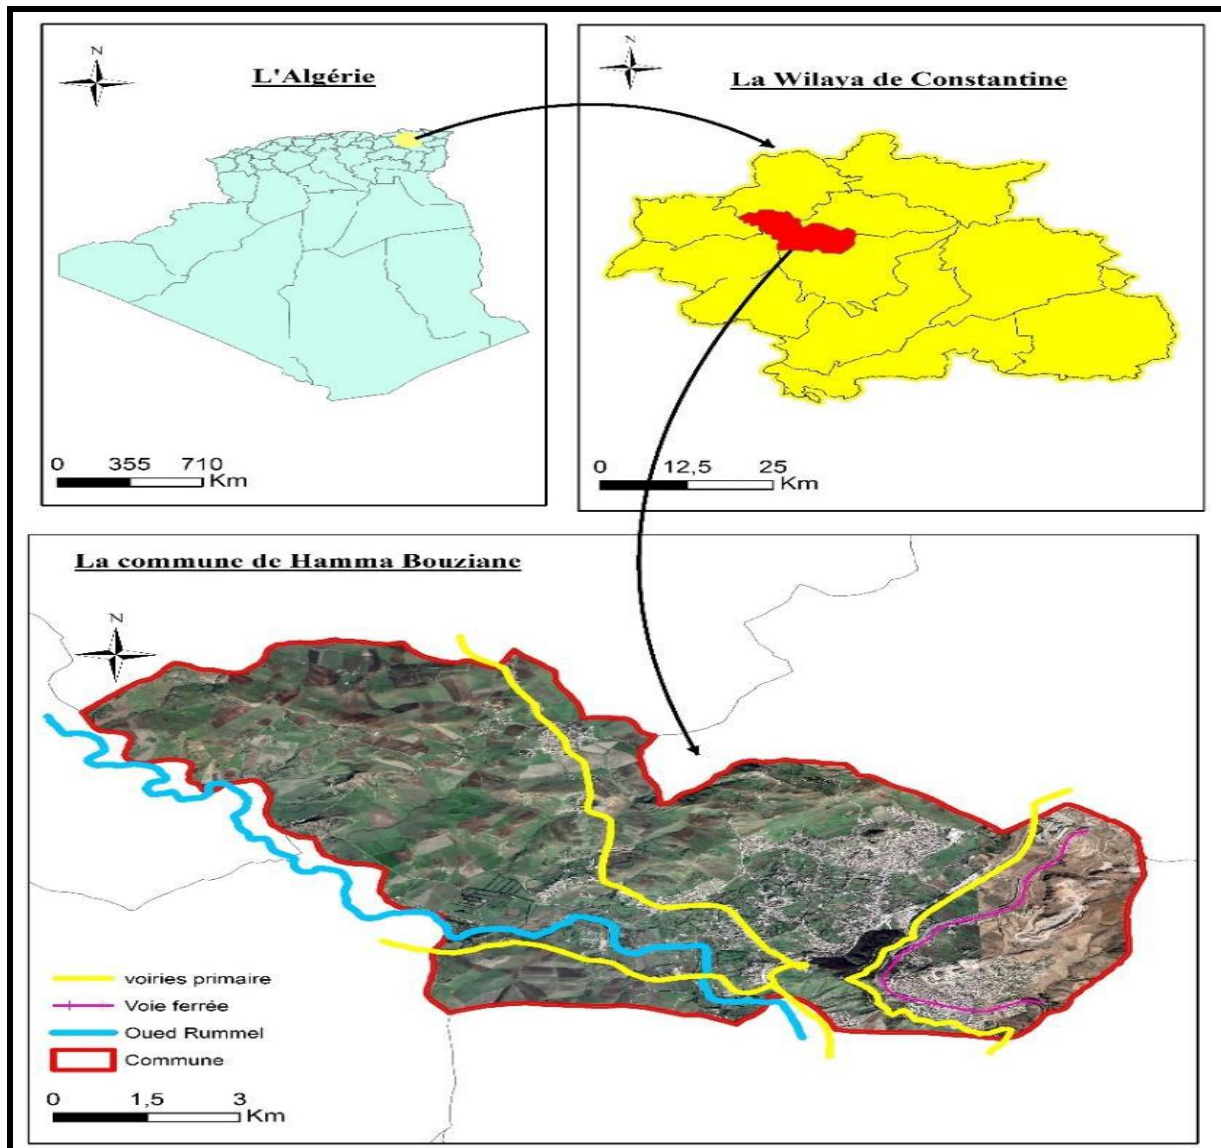 N
L'Algérie
0 355 710
Km
N
La Wilaya de Constantine
0 12,5 25
Km
La commune de Hamma Bouziane
N
voiries primaire
Voie ferrée
Oued Rummel
Commune
0 1,5 3
Km